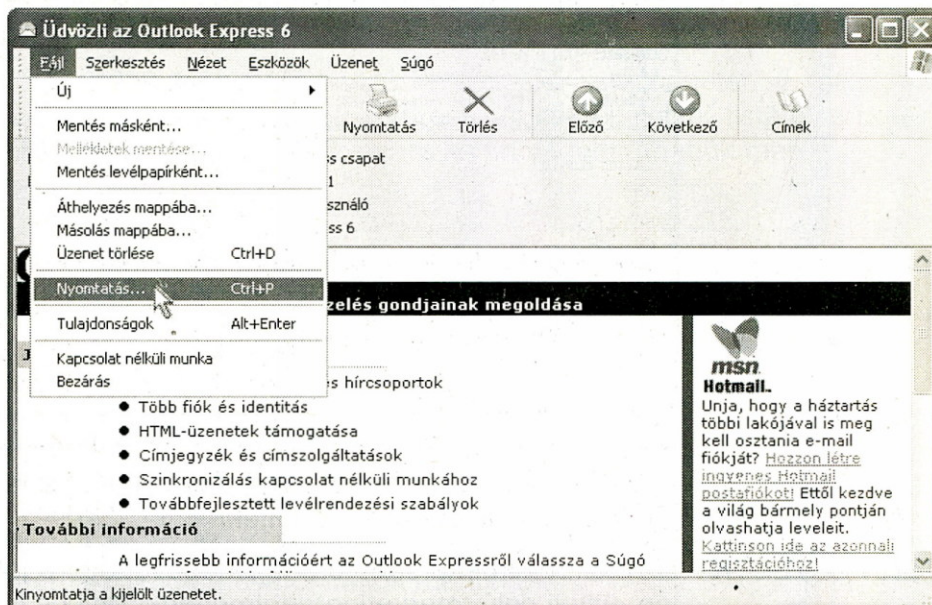 Üdvözli az Outlook Express 6
Fájl Szerkesztés Nézet Eszközök Üzenet Súgó
Új
Mentés másként...
Mellékletek mentése...
Mentés levélpapírként...
Áthelyezés mappába...
Másolás mappába...
Üzenet törlése Ctrl+D
Nyomtatás... Ctrl+P
Tulajdonságok Alt+Enter
Kapcsolat nélküli munka
Bezárás
Nyomtatás Törlés Előző Következő Címek
csapat
1
6
gondjainak megoldása
hírcsoportok
● Több fiók és identitás
● HTML-üzenetek támogatása
● Címjegyzék és címszolgáltatások
● Szinkronizálás kapcsolat nélküli munkához
● Továbbfejlesztett levélrendezési szabályok
További információ
A legfrissebb információért az Outlook Expressről válassza a Súgó
msn
Hotmail.
Unja, hogy a háztartás
többi lakójával is meg
kell osztania e-mail
fiókját? Hozzon létre
ingyenes Hotmail
postafiókot! Ettől kezdve
a világ bármely pontján
olvashatja leveleit.
Kattinson ide az azonnali
regisztációhoz!
Kinyomtatja a kijelölt üzenetet.